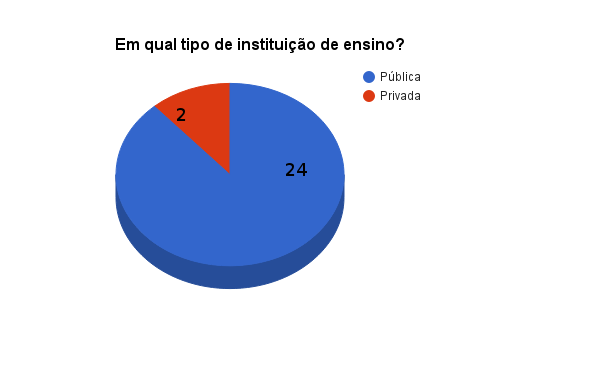 Em qual tipo de instituição de ensino?
Pública
Privada
2
24